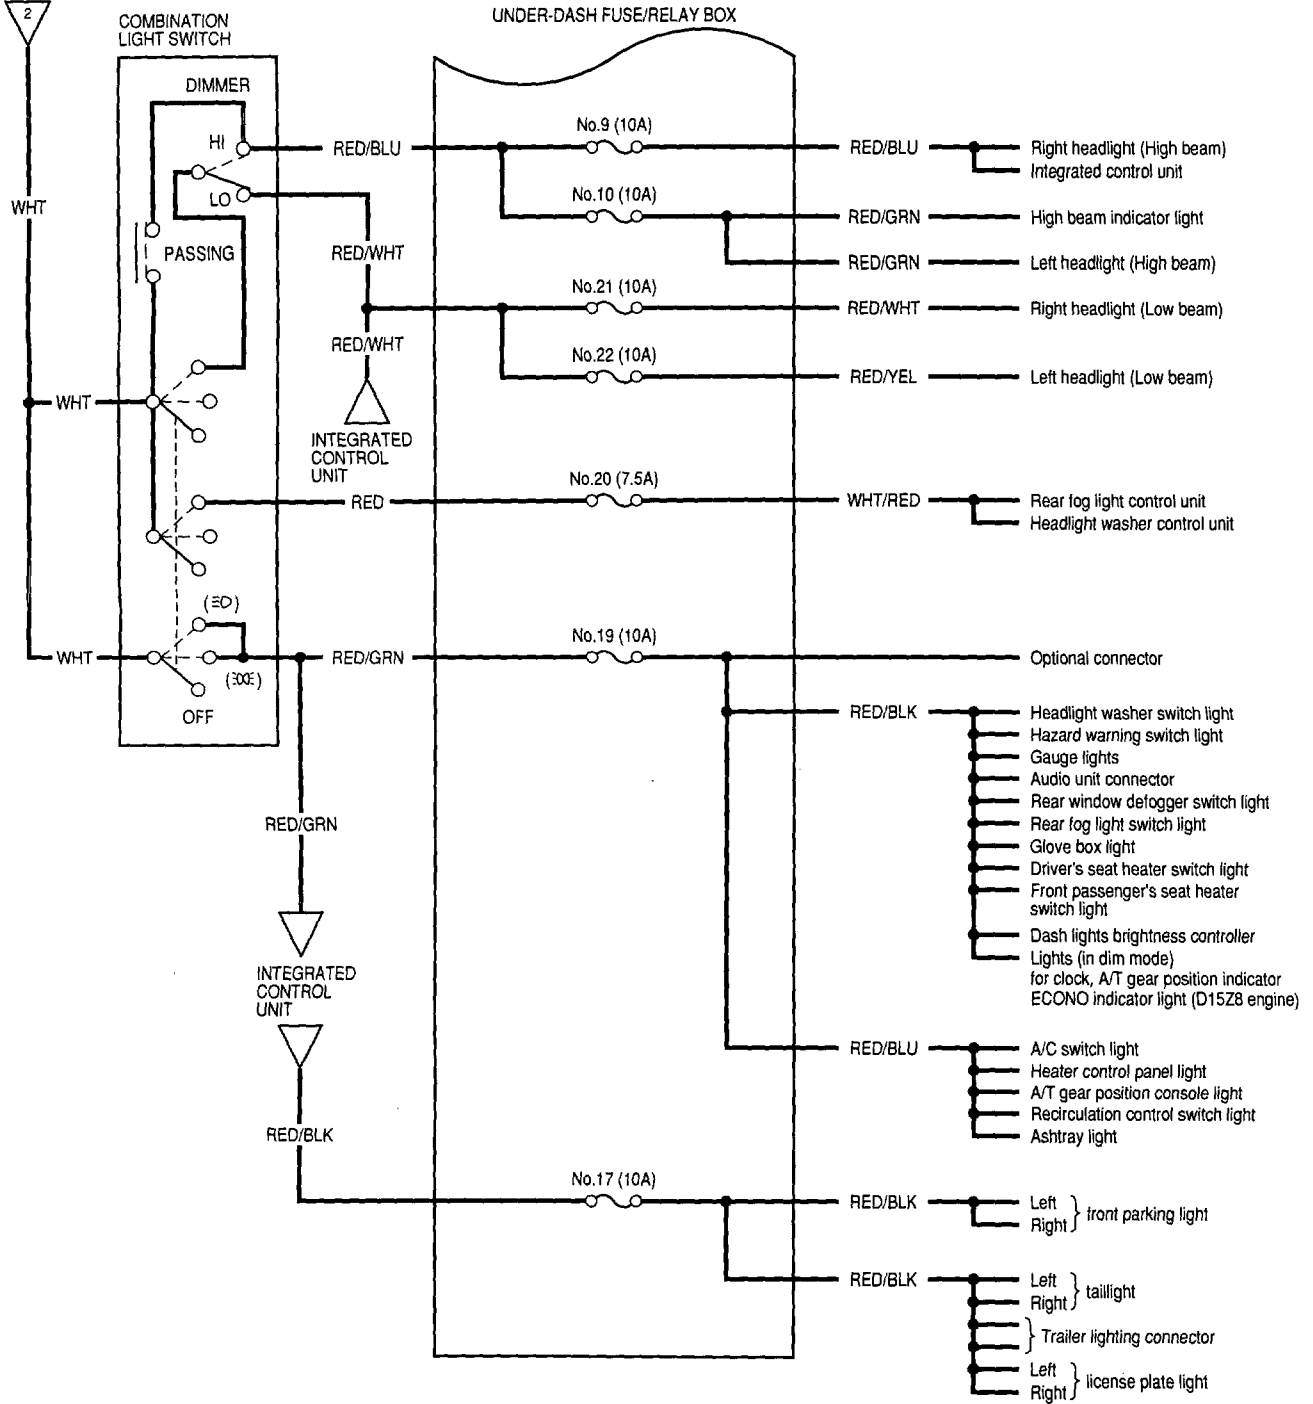 2
COMBINATION
LIGHT SWITCH
UNDER-DASH FUSE/RELAY BOX
DIMMER
HI
LO
PASSING
WHT
RED/BLU
No.9 (10A)
RED/BLU
Right headlight (High beam)
Integrated control unit
No.10 (10A)
RED/GRN
High beam indicator light
RED/GRN
Left headlight (High beam)
RED/WHT
No.21 (10A)
RED/WHT
Right headlight (Low beam)
RED/WHT
No.22 (10A)
RED/YEL
Left headlight (Low beam)
WHT
INTEGRATED
CONTROL
UNIT
RED
No.20 (7.5A)
WHT/RED
Rear fog light control unit
Headlight washer control unit
WHT
OFF
RED/GRN
No.19 (10A)
Optional connector
RED/BLK
Headlight washer switch light
Hazard warning switch light
Gauge lights
Audio unit connector
Rear window defogger switch light
Rear fog light switch light
Glove box light
Driver's seat heater switch light
Front passenger's seat heater
switch light
Dash lights brightness controller
Lights (in dim mode)
for clock, A/T gear position indicator
ECONO indicator light (D15Z8 engine)
RED/GRN
INTEGRATED
CONTROL
UNIT
RED/BLU
A/C switch light
Heater control panel light
A/T gear position console light
Recirculation control switch light
Ashtray light
RED/BLK
No.17 (10A)
RED/BLK
Left
Right
front parking light
RED/BLK
Left
Right
taillight
Trailer lighting connector
Left
Right
license plate light